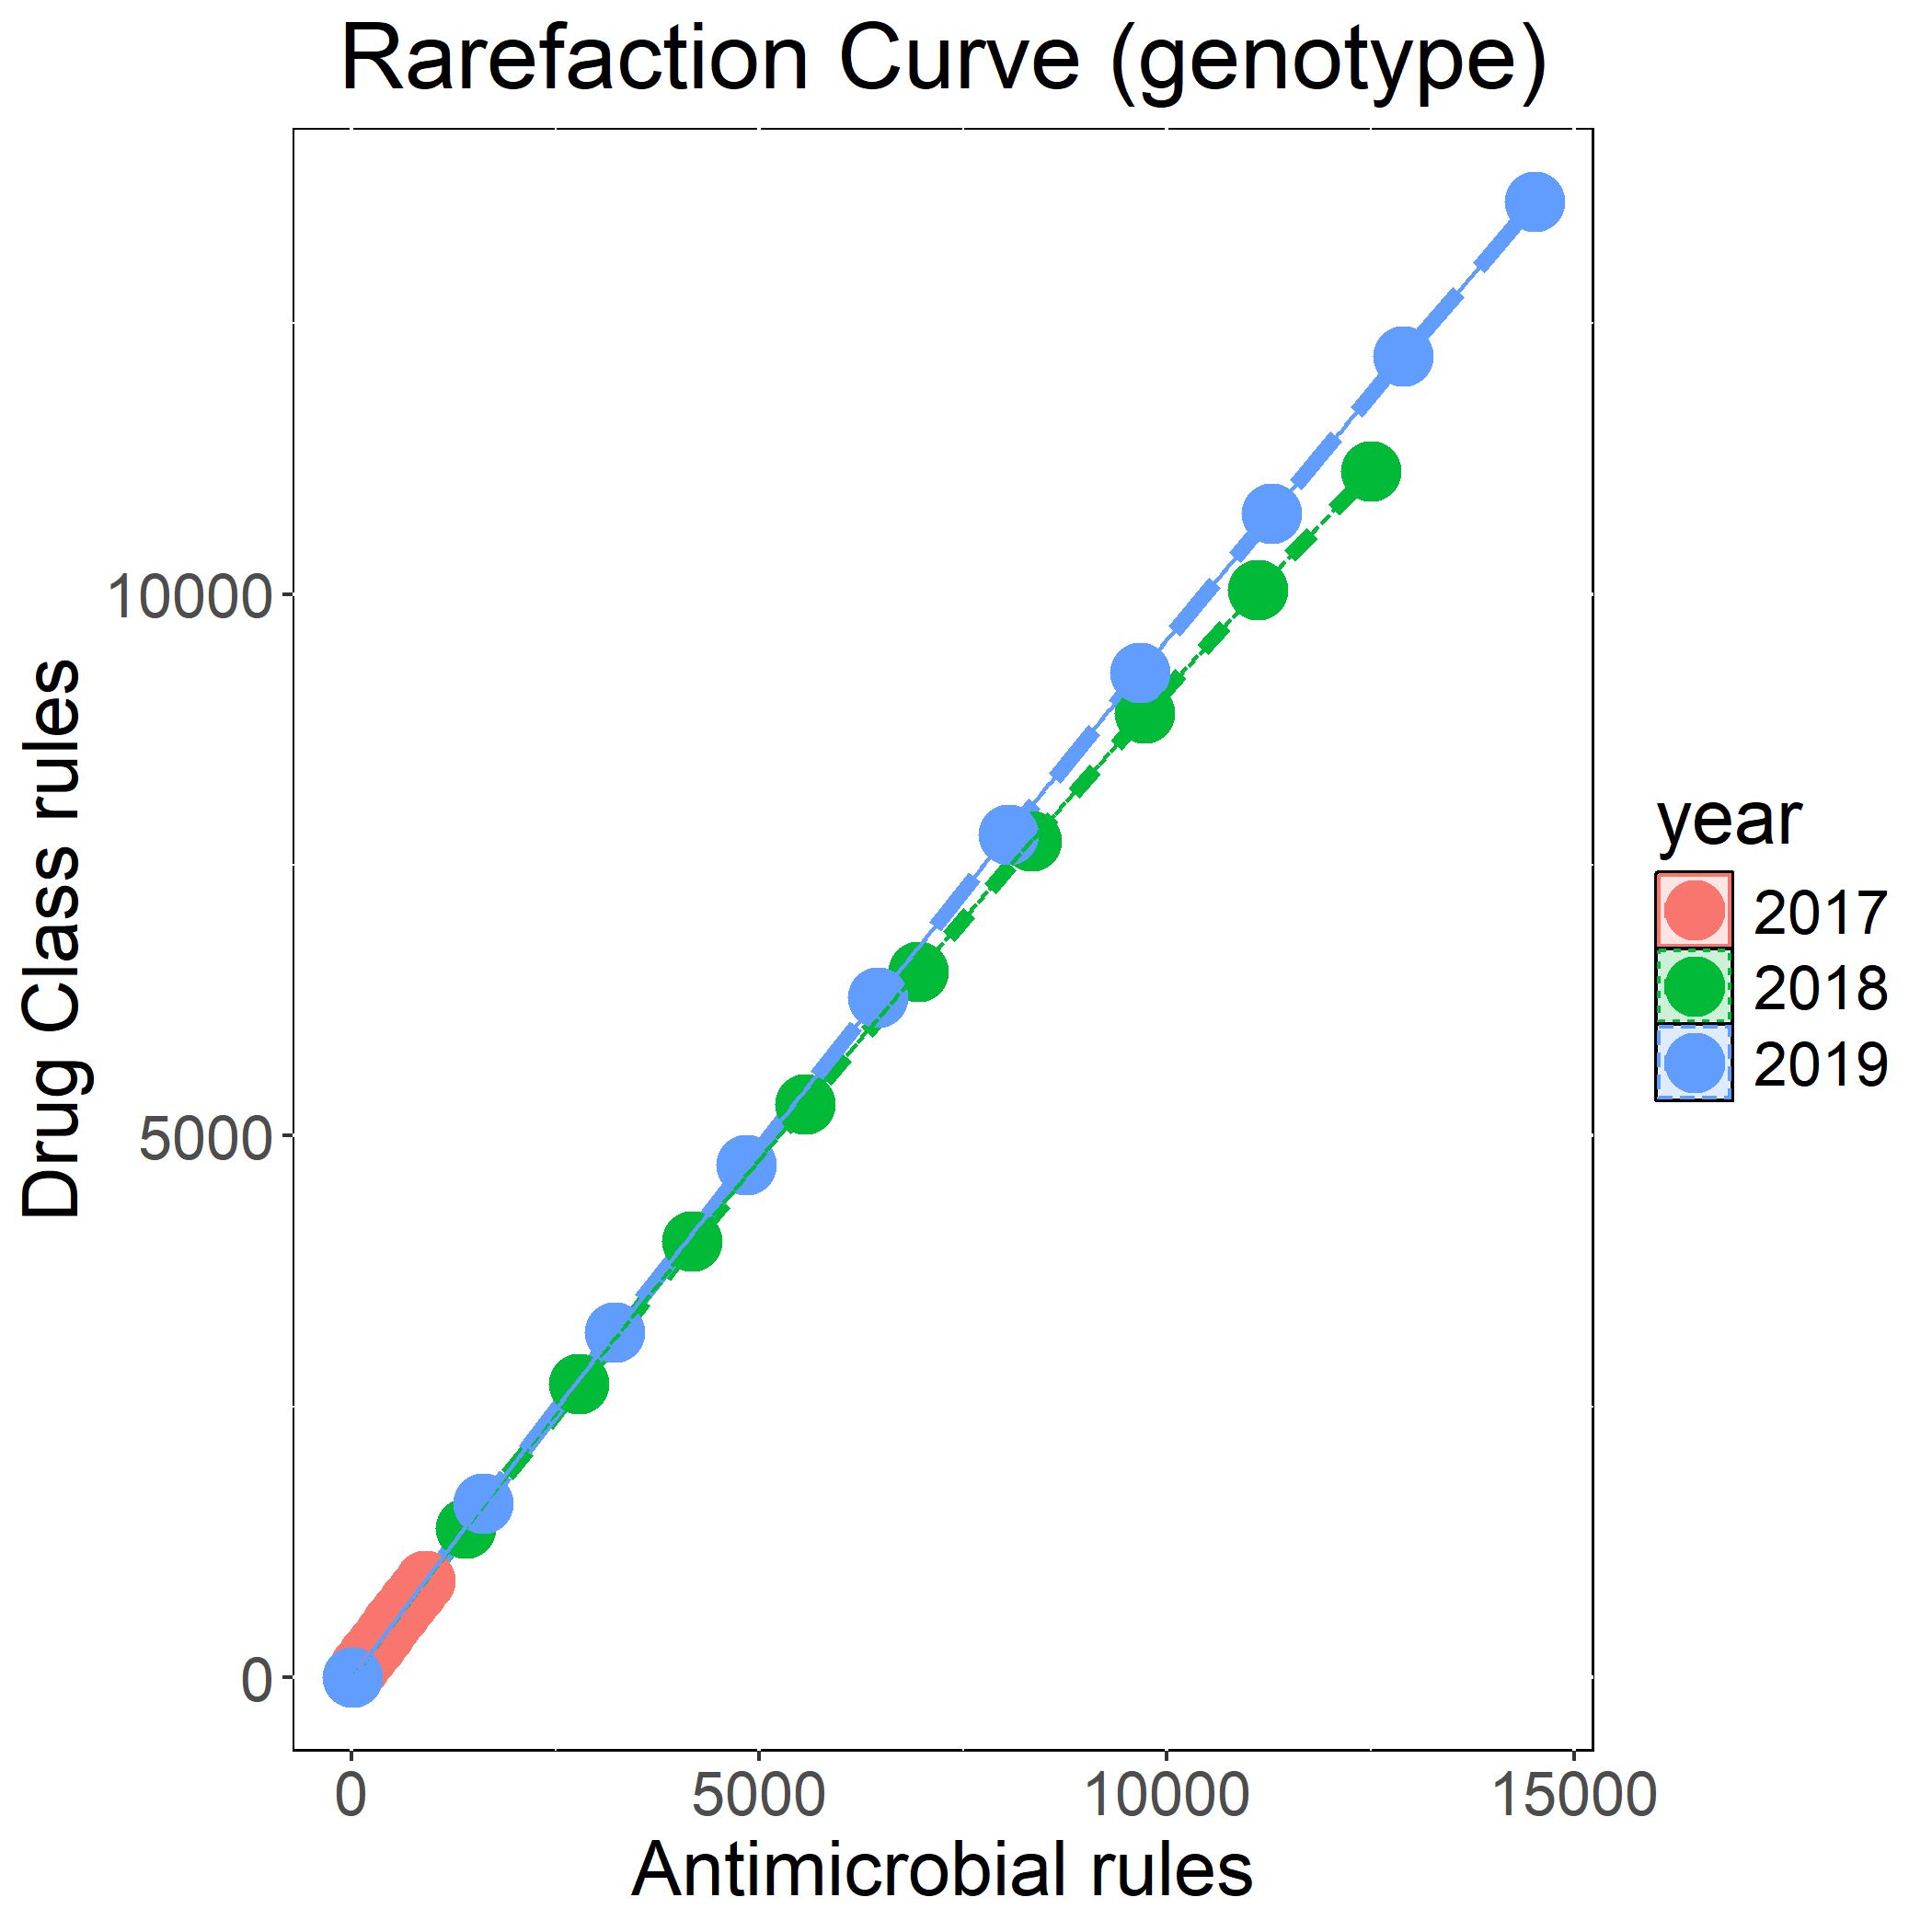 Rarefaction Curve (genotype)
Drug Class rules
10000
5000
0
0
5000
10000
15000
Antimicrobial rules
year
2017
2018
2019